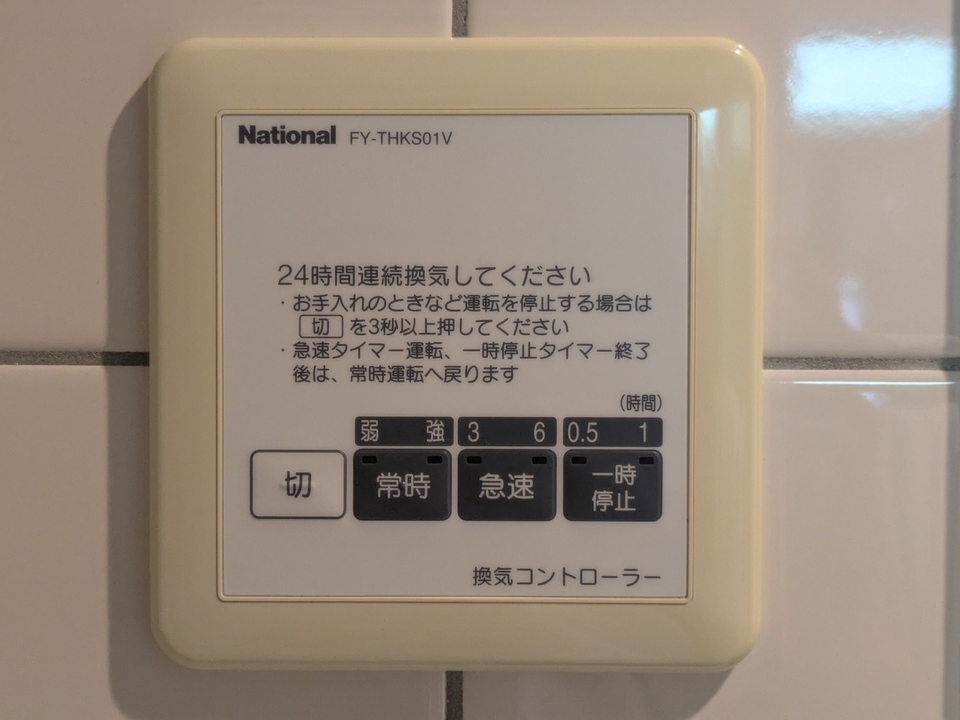 National FY-THKS01V
24時間連続換気してください
・お手入れのときなど運転を停止する場合は
切 を3秒以上押してください
・急速タイマー運転、一時停止タイマー終了
後は、常時運転へ戻ります
(時間)
弱 強 3 6 0.5 1
切 常時 急速 一時
停止
換気コントローラー